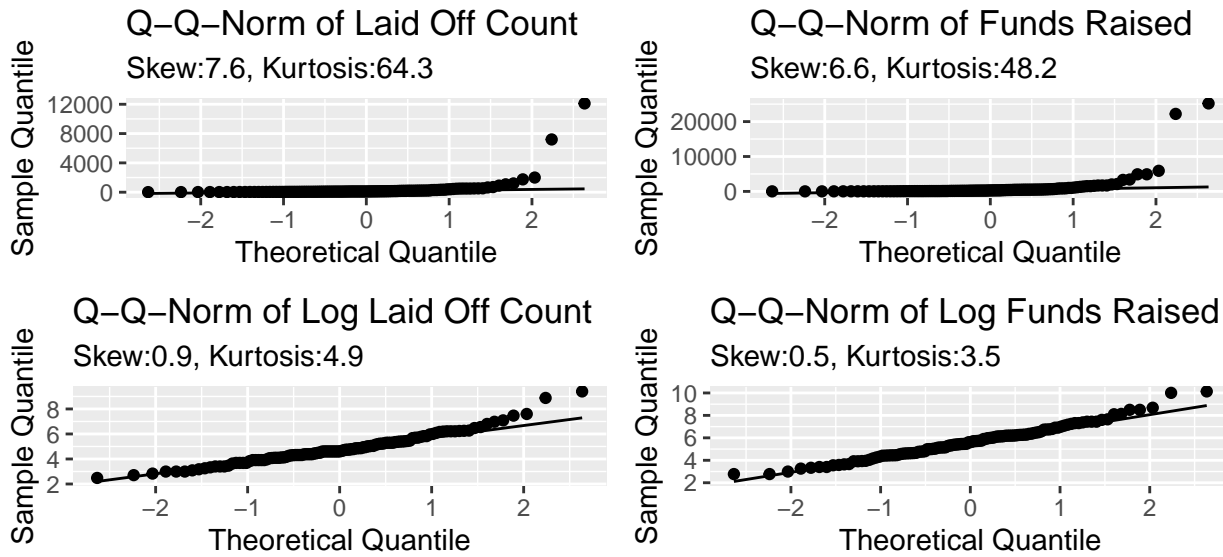 Q−Q−Norm of Laid Off Count
Skew:7.6, Kurtosis:64.3
Sample Quantile
12000
8000
4000
0
−2 −1 0 1 2
Theoretical Quantile
Q−Q−Norm of Funds Raised
Skew:6.6, Kurtosis:48.2
Sample Quantile
20000
10000
0
−2 −1 0 1 2
Theoretical Quantile
Q−Q−Norm of Log Laid Off Count
Skew:0.9, Kurtosis:4.9
Sample Quantile
8
6
4
2
−2 −1 0 1 2
Theoretical Quantile
Q−Q−Norm of Log Funds Raised
Skew:0.5, Kurtosis:3.5
Sample Quantile
10
8
6
4
2
−2 −1 0 1 2
Theoretical Quantile